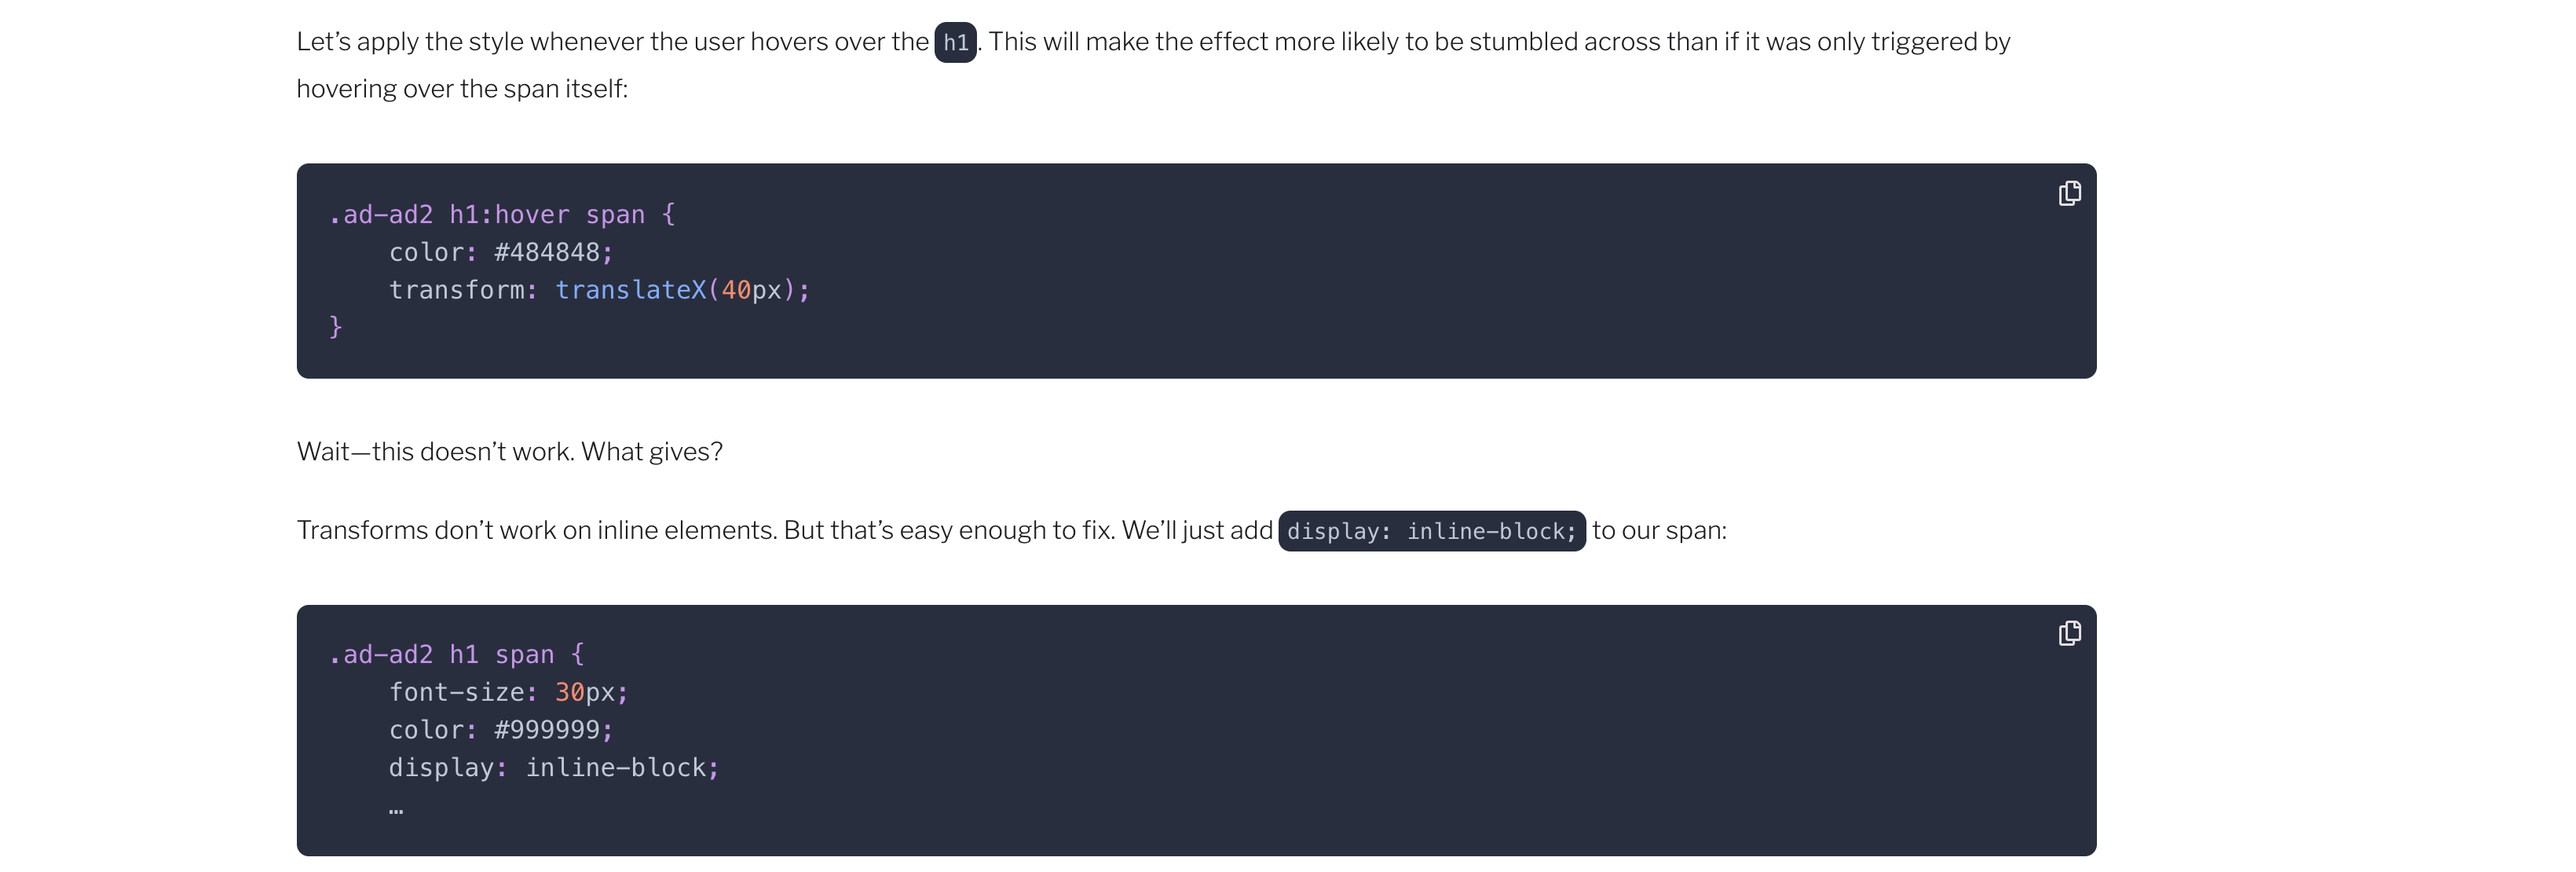 Let’s apply the style whenever the user hovers over the h1. This will make the effect more likely to be stumbled across than if it was only triggered by
hovering over the span itself:
.ad-ad2 h1:hover span {
    color: #484848;
    transform: translateX(40px);
}
Wait—this doesn’t work. What gives?
Transforms don’t work on inline elements. But that’s easy enough to fix. We’ll just add display: inline-block; to our span:
.ad-ad2 h1 span {
    font-size: 30px;
    color: #999999;
    display: inline-block;
    …